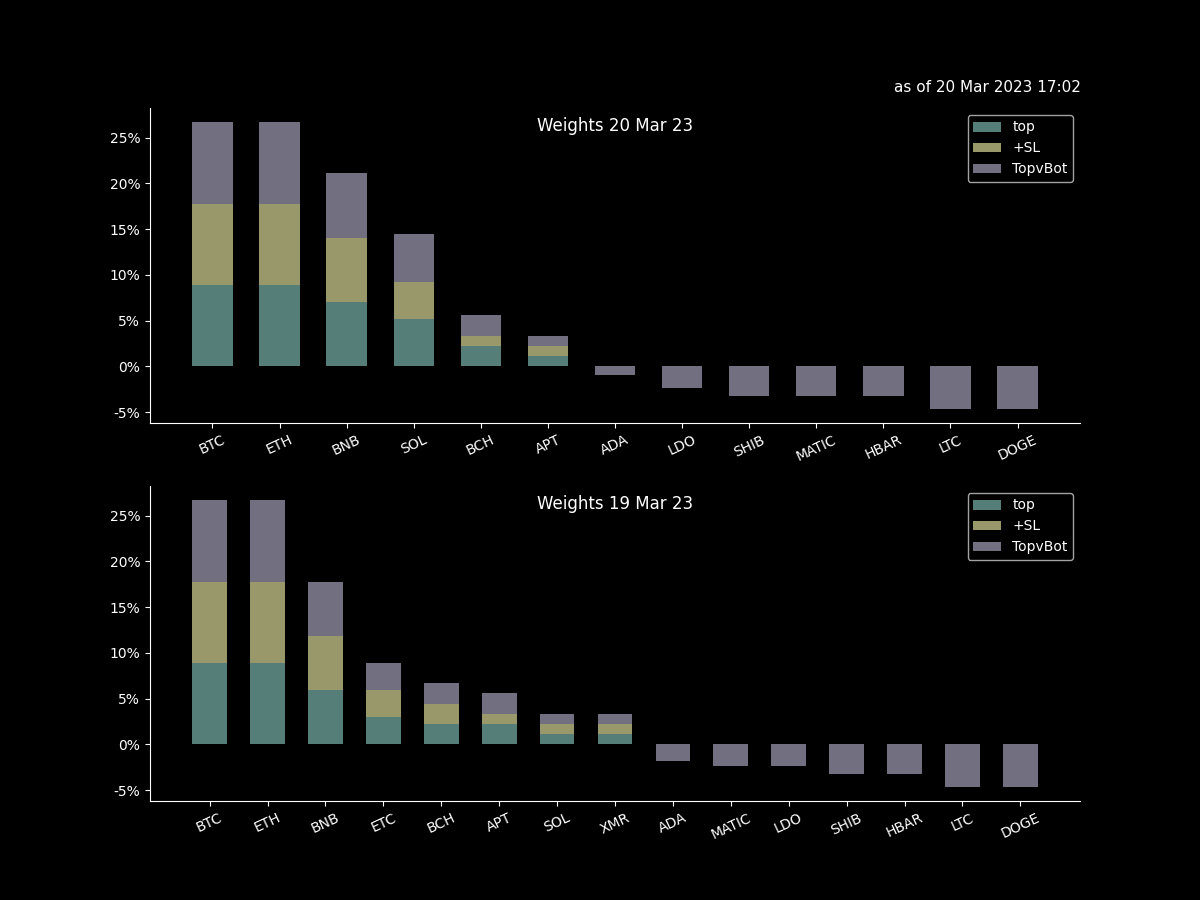 as of 20 Mar 2023 17:02
Weights 20 Mar 23
top
+SL
TopvBot
25%
20%
15%
10%
5%
0%
-5%
BTC ETH BNB SOL BCH APT ADA LDO SHIB MATIC HBAR LTC DOGE
Weights 19 Mar 23
top
+SL
TopvBot
25%
20%
15%
10%
5%
0%
-5%
BTC ETH BNB ETC BCH APT SOL XMR ADA MATIC LDO SHIB HBAR LTC DOGE